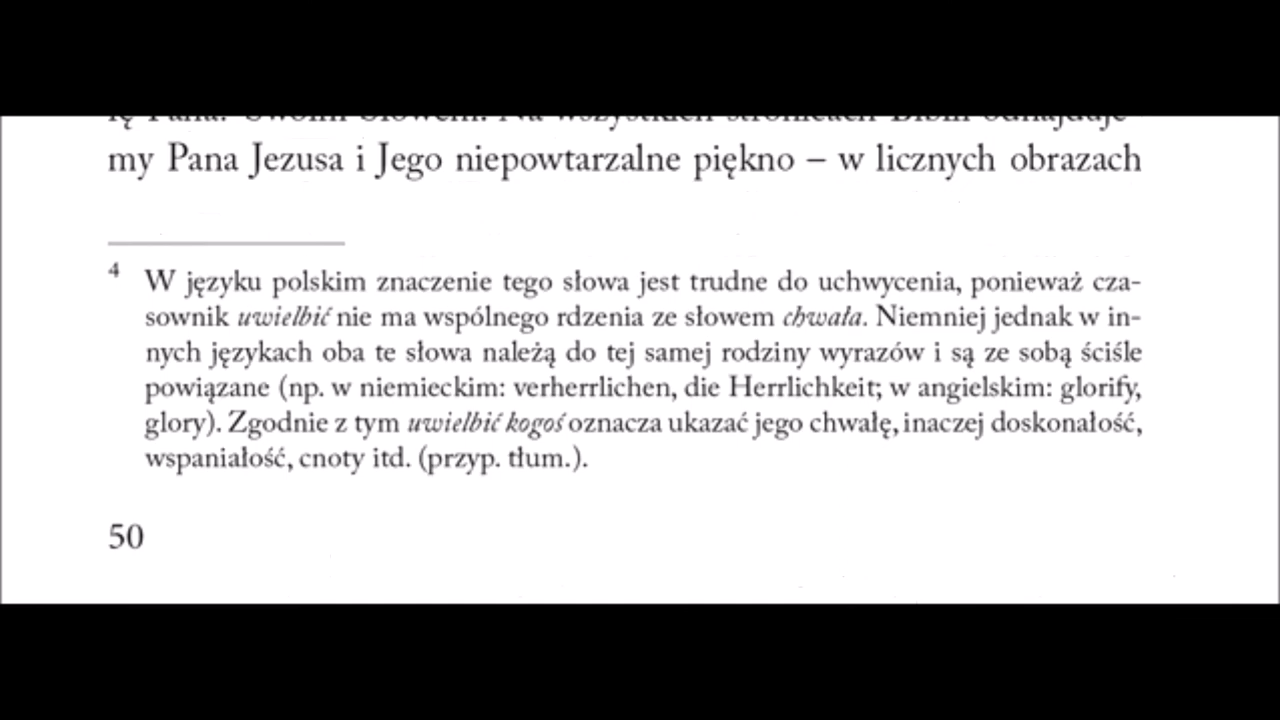 my Pana Jezusa i Jego niepowtarzalne piękno – w licznych obrazach
4 W języku polskim znaczenie tego słowa jest trudne do uchwycenia, ponieważ cza-
sownik uwielbić nie ma wspólnego rdzenia ze słowem chwała. Niemniej jednak w in-
nych językach oba te słowa należą do tej samej rodziny wyrazów i są ze sobą ściśle
powiązane (np. w niemieckim: verherrlichen, die Herrlichkeit; w angielskim: glorify,
glory). Zgodnie z tym uwielbić kogoś oznacza ukazać jego chwałę, inaczej doskonałość,
wspaniałość, cnoty itd. (przyp. tłum.).
50